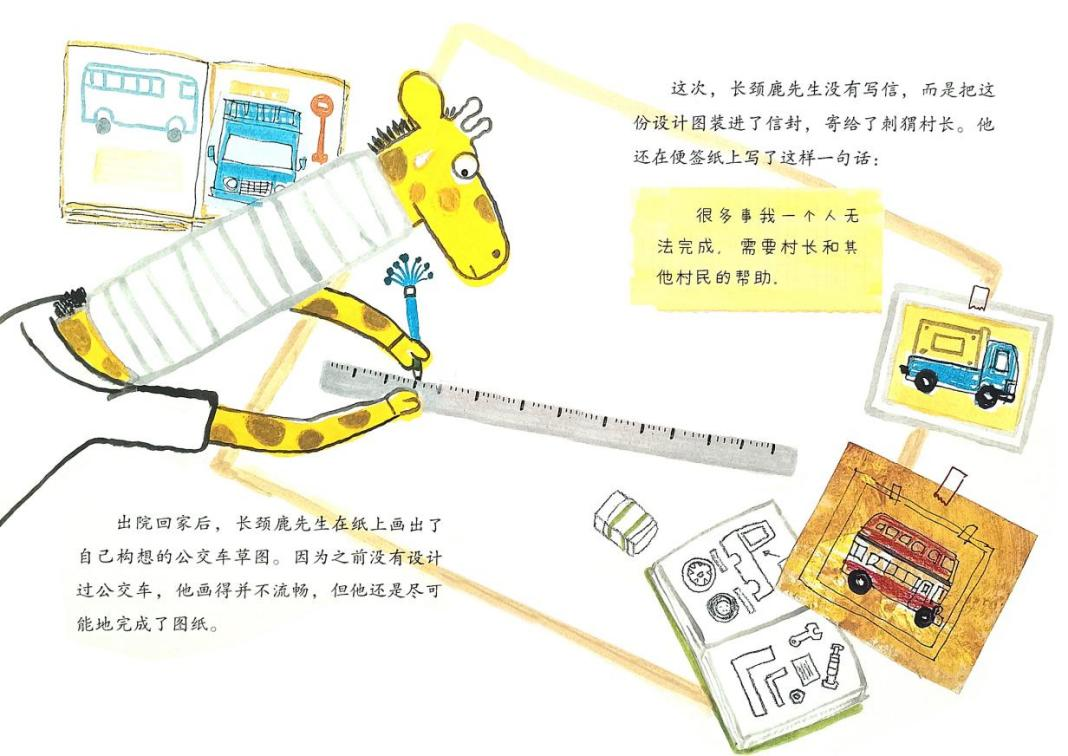 出院回家后，长颈鹿先生在纸上画出了
自己构想的公交车草图。因为之前没有设计
过公交车，他画得并不流畅，但他还是尽可
能地完成了图纸。
这次，长颈鹿先生没有写信，而是把这
份设计图装进了信封，寄给了刺猬村长。他
还在便签纸上写了这样一句话：
很多事我一个人无
法完成，需要村长和其
他村民的帮助.